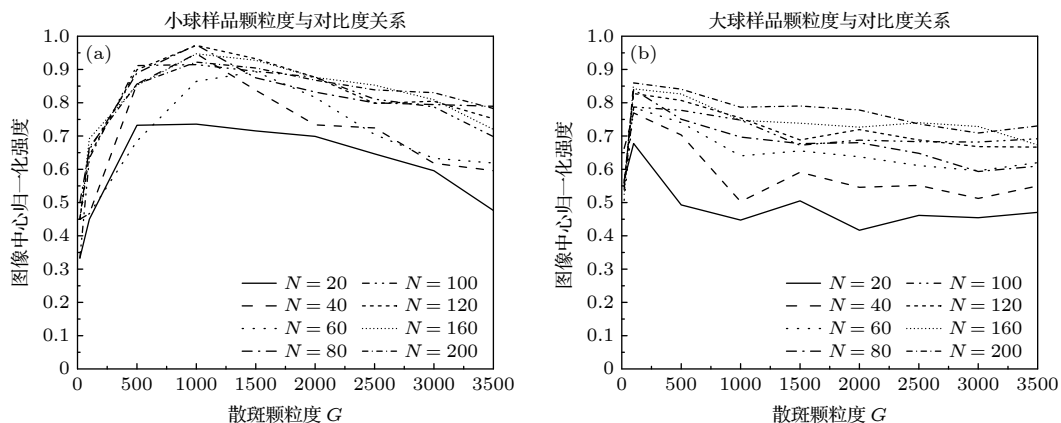 小球样品颗粒度与对比度关系
(a)
图像中心归一化强度
1.0
0.9
0.8
0.7
0.6
0.5
0.4
0.3
0.2
0.1
0
N = 20
N = 40
N = 60
N = 80
N = 100
N = 120
N = 160
N = 200
0 500 1000 1500 2000 2500 3000 3500
散斑颗粒度 G
大球样品颗粒度与对比度关系
(b)
图像中心归一化强度
1.0
0.9
0.8
0.7
0.6
0.5
0.4
0.3
0.2
0.1
0
N = 20
N = 40
N = 60
N = 80
N = 100
N = 120
N = 160
N = 200
0 500 1000 1500 2000 2500 3000 3500
散斑颗粒度 G